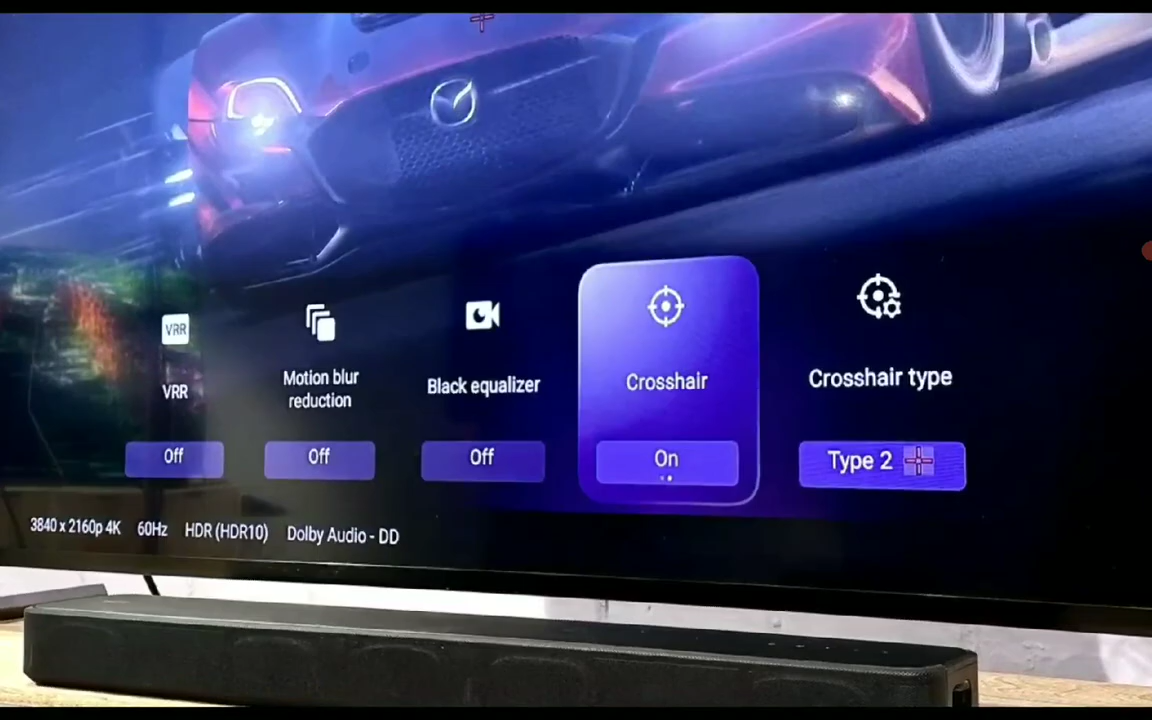 VRR
VRR
Off
Motion blur
reduction
Off
Black equalizer
Off
Crosshair
On
Crosshair type
Type 2
3840 x 2160p 4K 60Hz HDR (HDR10) Dolby Audio - DD